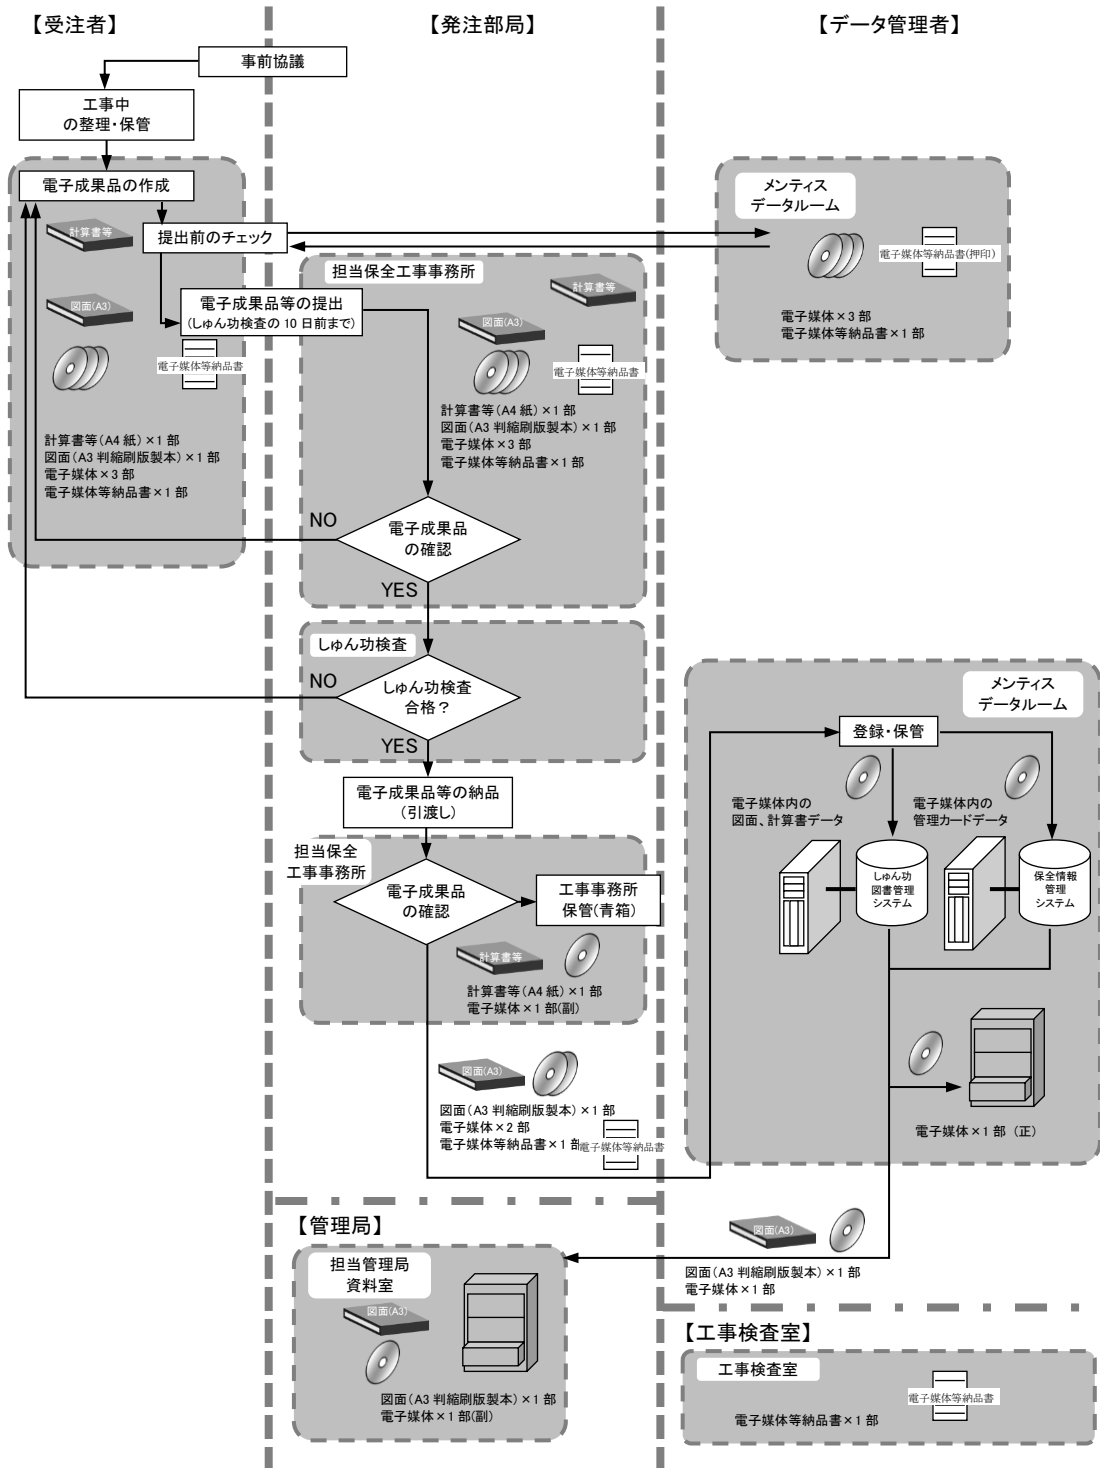 【受注者】
【発注部局】
【データ管理者】
事前協議
工事中
の整理・保管
電子成果品の作成
計算書等
提出前のチェック
図面(A3)
電子成果品等の提出
(しゅん功検査の 10 日前まで)
電子媒体等納品書
計算書等(A4 紙)×1 部
図面(A3 判縮刷版製本)×1 部
電子媒体×3 部
電子媒体等納品書×1 部
担当保全工事事務所
計算書等
図面(A3)
電子媒体等納品書
計算書等(A4 紙)×1 部
図面(A3 判縮刷版製本)×1 部
電子媒体×3 部
電子媒体等納品書×1 部
メンティス
データルーム
電子媒体等納品書(押印)
電子媒体×3 部
電子媒体等納品書×1 部
NO
電子成果品
の確認
YES
しゅん功検査
NO
しゅん功検査
合格?
YES
電子成果品等の納品
(引渡し)
担当保全
工事事務所
電子成果品
の確認
工事事務所
保管(青箱)
計算書等
計算書等(A4 紙)×1 部
電子媒体×1 部(副)
図面(A3)
図面(A3 判縮刷版製本)×1 部
電子媒体×2 部
電子媒体等納品書×1 部
電子媒体等納品書
メンティス
データルーム
登録・保管
電子媒体内の
図面、計算書データ
電子媒体内の
管理カードデータ
しゅん功
図書管理
システム
保全情報
管理
システム
電子媒体×1 部 (正)
図面(A3)
図面(A3 判縮刷版製本)×1 部
電子媒体×1 部
【管理局】
担当管理局
資料室
図面(A3)
図面(A3 判縮刷版製本)×1 部
電子媒体×1 部(副)
【工事検査室】
工事検査室
電子媒体等納品書
電子媒体等納品書×1 部